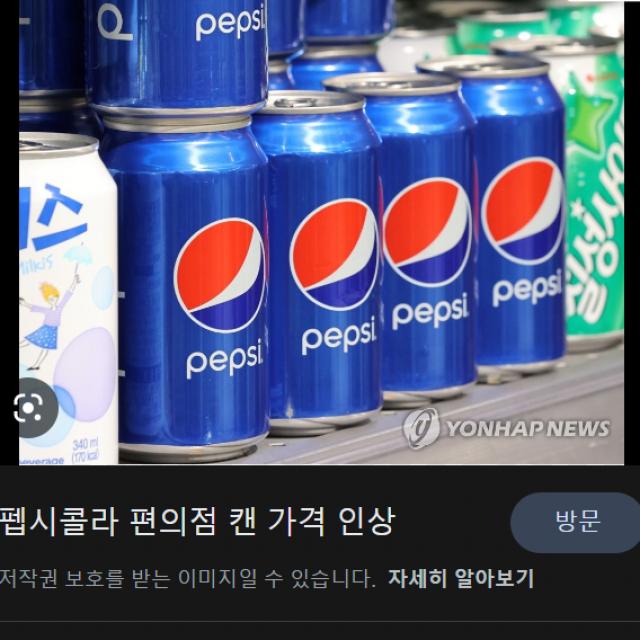 pepsi
스
milkis
pepsi
pepsi
pepsi
pepsi
칠성사이
340 ml
(170 kcal)
beverage
YONHAP NEWS
펩시콜라 편의점 캔 가격 인상
방문
저작권 보호를 받는 이미지일 수 있습니다. 자세히 알아보기